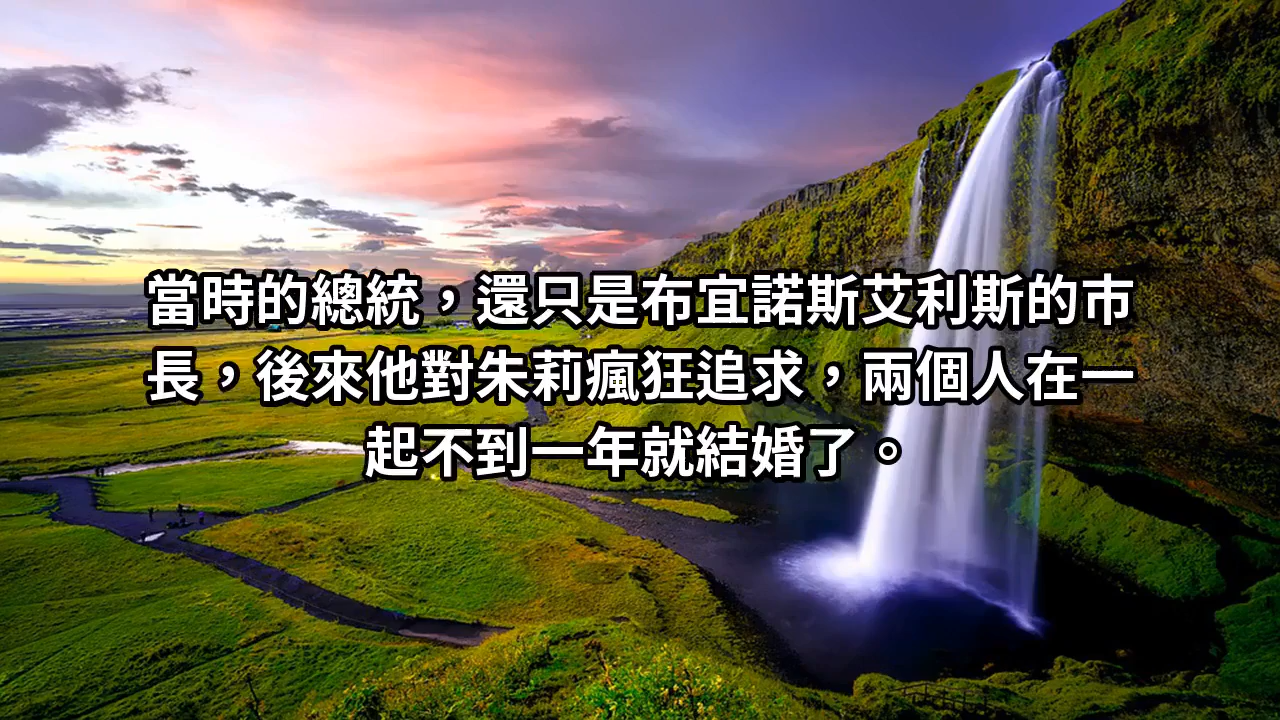 當時的總統，還只是布宜諾斯艾利斯的市
長，後來他對朱莉瘋狂追求，兩個人在一
起不到一年就結婚了。